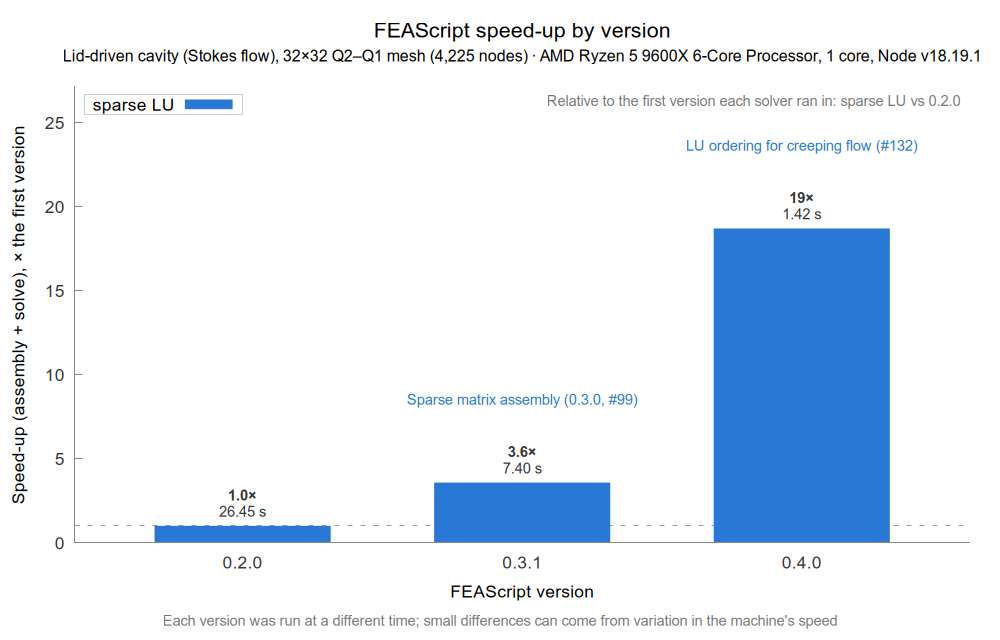 FEAScript speed-up by version
Lid-driven cavity (Stokes flow), 32×32 Q2–Q1 mesh (4,225 nodes) · AMD Ryzen 5 9600X 6-Core Processor, 1 core, Node v18.19.1
sparse LU
Relative to the first version each solver ran in: sparse LU vs 0.2.0
Speed-up (assembly + solve), × the first version
25
20
15
10
5
0
LU ordering for creeping flow (#132)
19×
1.42 s
Sparse matrix assembly (0.3.0, #99)
3.6×
7.40 s
1.0×
26.45 s
0.2.0
0.3.1
0.4.0
FEAScript version
Each version was run at a different time; small differences can come from variation in the machine's speed